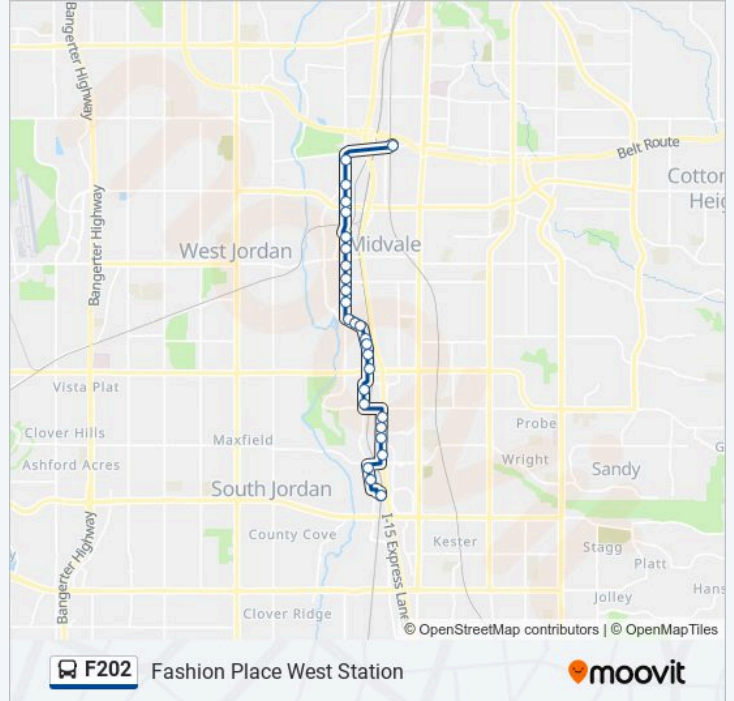 Bangerter Highway
Belt Route
Cotton
Heig
Bangerter Highway
West Jordan
Midvale
Vista Plat
Clover Hills
Maxfield
Probe
Ashford Acres
Wright
Sandy
South Jordan
County Cove
I-15 Express Lane
Kester
Stagg
Platt
Bangerter Highway
Jolley
Hans
Clover Ridge
© OpenStreetMap contributors | © OpenMapTiles
F202 Fashion Place West Station
moovit